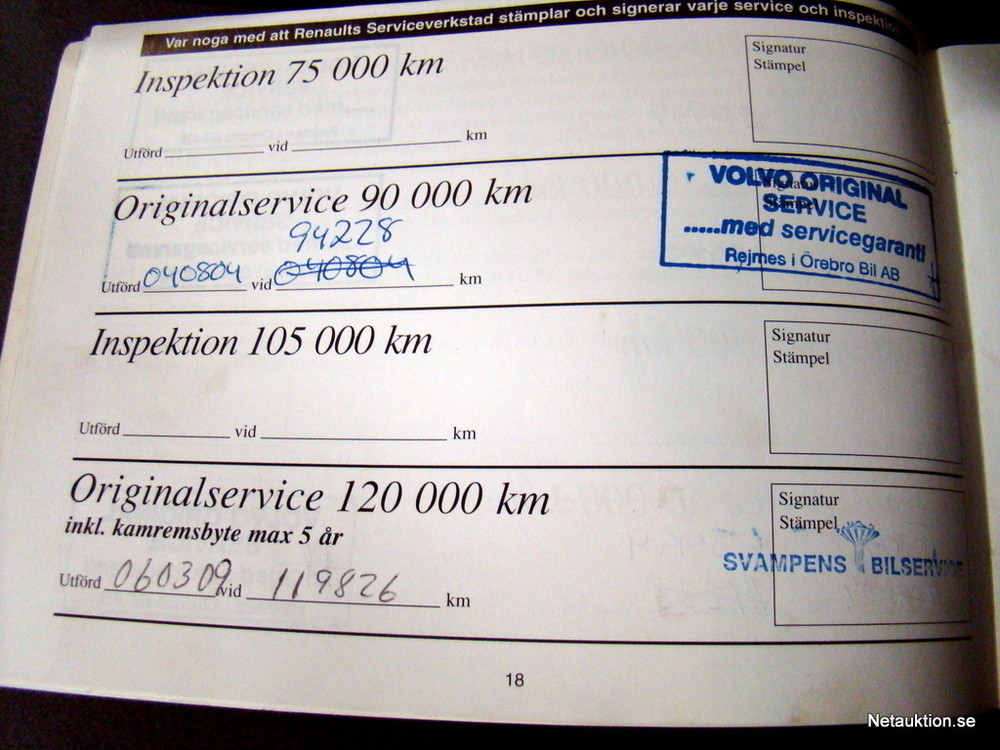 Var noga med att Renaults Serviceverkstad stämplar och signerar varje service och inspektion
Inspektion 75 000 km
Signatur
Stämpel
Utförd vid km
Originalservice 90 000 km
VOLVO ORIGINAL
SERVICE
.....med servicegaranti
Rejmes i Örebro Bil AB
Signatur
Stämpel
94228
Utförd 040804 vid 040804 km
Inspektion 105 000 km
Signatur
Stämpel
Utförd vid km
Originalservice 120 000 km
inkl. kamremsbyte max 5 år
Signatur
Stämpel
SVAMPENS BILSERVICE
Utförd 060309 vid 119826 km
18
Netauktion.se